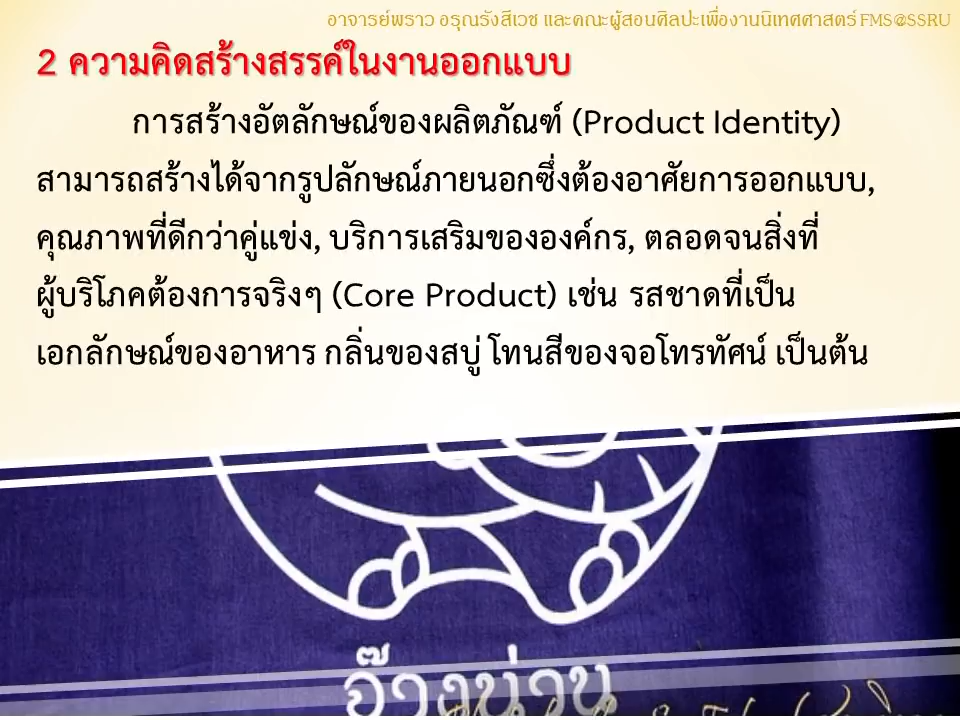 อาจารย์พราว อรุณรังสีเวช และคณะผู้สอนศิลปะเพื่องานนิเทศศาสตร์ FMS@SSRU
2 ความคิดสร้างสรรค์ในงานออกแบบ
การสร้างอัตลักษณ์ของผลิตภัณฑ์ (Product Identity)
สามารถสร้างได้จากรูปลักษณ์ภายนอกซึ่งต้องอาศัยการออกแบบ,
คุณภาพที่ดีกว่าคู่แข่ง, บริการเสริมขององค์กร, ตลอดจนสิ่งที่
ผู้บริโภคต้องการจริงๆ (Core Product) เช่น รสชาดที่เป็น
เอกลักษณ์ของอาหาร กลิ่นของสบู่ โทนสีของจอโทรทัศน์ เป็นต้น